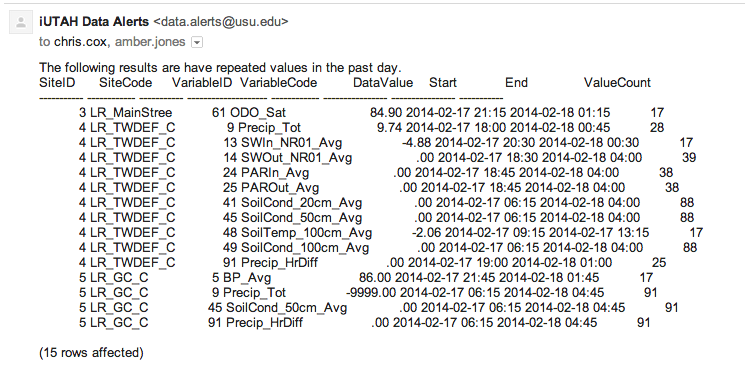 iUTAH Data Alerts <data.alerts@usu.edu>
to chris.cox, amber.jones
The following results are have repeated values in the past day.
SiteID SiteCode VariableID VariableCode DataValue Start End ValueCount
----------- ----------- ----------- -------------------- ------------ ---------------- ---------------- -----------
3 LR_MainStree 61 ODO_Sat 84.90 2014-02-17 21:15 2014-02-18 01:15 17
4 LR_TWDEF_C 9 Precip_Tot 9.74 2014-02-17 18:00 2014-02-18 00:45 28
4 LR_TWDEF_C 13 SWIn_NR01_Avg -4.88 2014-02-17 20:30 2014-02-18 00:30 17
4 LR_TWDEF_C 14 SWOut_NR01_Avg .00 2014-02-17 18:30 2014-02-18 04:00 39
4 LR_TWDEF_C 24 PARIn_Avg .00 2014-02-17 18:45 2014-02-18 04:00 38
4 LR_TWDEF_C 25 PAROut_Avg .00 2014-02-17 18:45 2014-02-18 04:00 38
4 LR_TWDEF_C 41 SoilCond_20cm_Avg .00 2014-02-17 06:15 2014-02-18 04:00 88
4 LR_TWDEF_C 45 SoilCond_50cm_Avg .00 2014-02-17 06:15 2014-02-18 04:00 88
4 LR_TWDEF_C 48 SoilTemp_100cm_Avg -2.06 2014-02-17 09:15 2014-02-17 13:15 17
4 LR_TWDEF_C 49 SoilCond_100cm_Avg .00 2014-02-17 06:15 2014-02-18 04:00 88
4 LR_TWDEF_C 91 Precip_HrDiff .00 2014-02-17 19:00 2014-02-18 01:00 25
5 LR_GC_C 5 BP_Avg 86.00 2014-02-17 21:45 2014-02-18 01:45 17
5 LR_GC_C 9 Precip_Tot -9999.00 2014-02-17 06:15 2014-02-18 04:45 91
5 LR_GC_C 45 SoilCond_50cm_Avg .00 2014-02-17 06:15 2014-02-18 04:45 91
5 LR_GC_C 91 Precip_HrDiff .00 2014-02-17 06:15 2014-02-18 04:45 91
(15 rows affected)